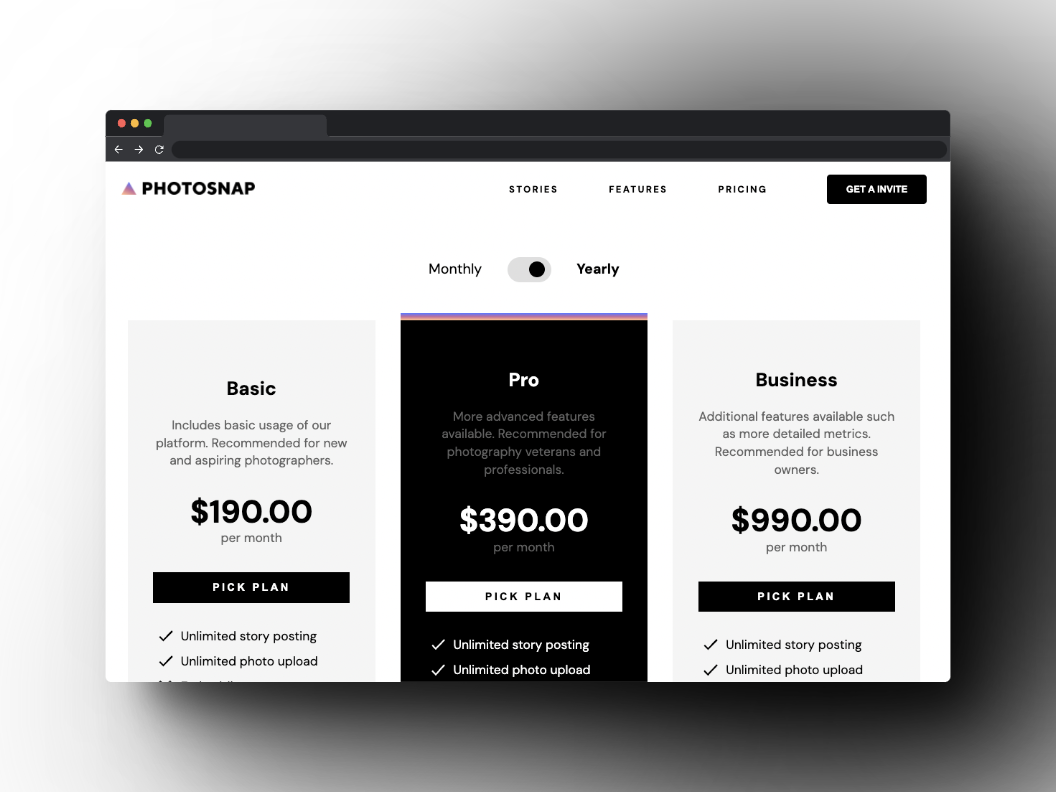 PHOTOSNAP
STORIES
FEATURES
PRICING
GET A INVITE
Monthly
Yearly
Basic
Includes basic usage of our
platform. Recommended for new
and aspiring photographers.
$190.00
per month
PICK PLAN
Unlimited story posting
Unlimited photo upload
Pro
More advanced features
available. Recommended for
photography veterans and
professionals.
$390.00
per month
PICK PLAN
Unlimited story posting
Unlimited photo upload
Business
Additional features available such
as more detailed metrics.
Recommended for business
owners.
$990.00
per month
PICK PLAN
Unlimited story posting
Unlimited photo upload